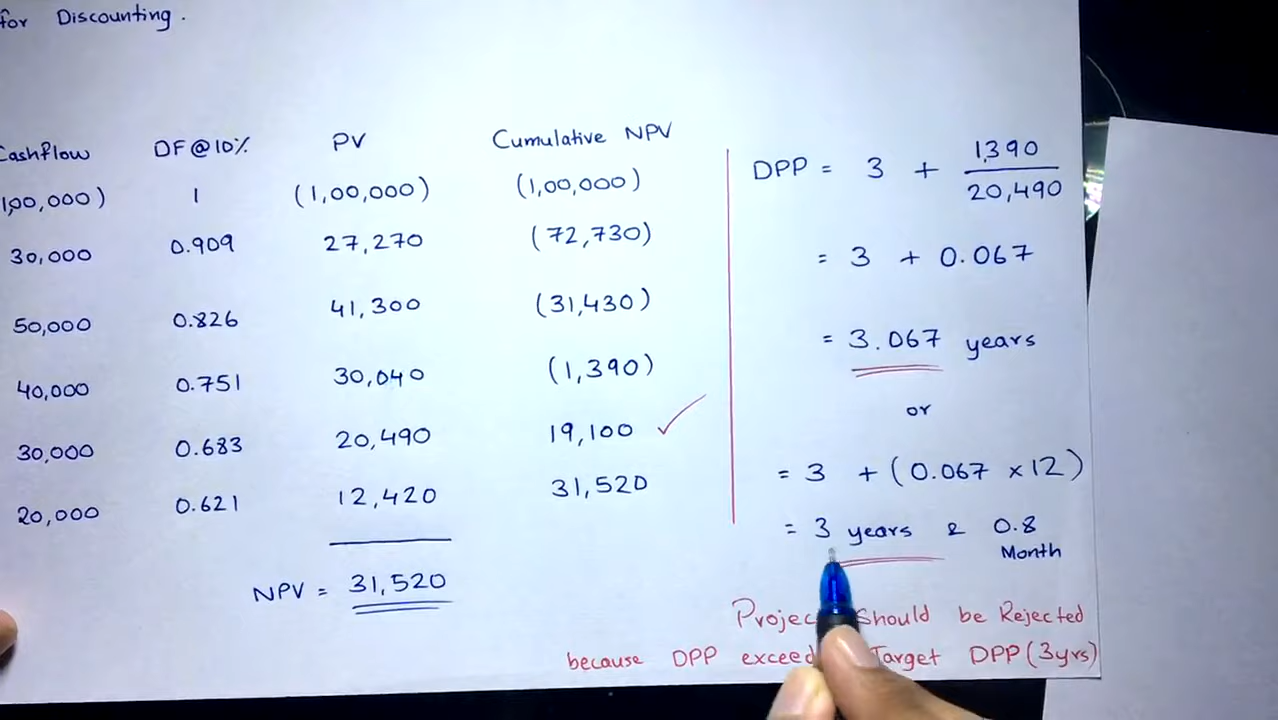 for Discounting.
Cashflow DF@10% PV Cumulative NPV
1,00,000) 1 (1,00,000) (1,00,000)
30,000 0.909 27,270 (72,730)
50,000 0.826 41,300 (31,430)
40,000 0.751 30,040 (1,390)
30,000 0.683 20,490 19,100 ✓
20,000 0.621 12,420 31,520
NPV = 31,520
DPP = 3 + 1,390 / 20,490
= 3 + 0.067
= 3.067 years
or
= 3 + (0.067 × 12)
= 3 years & 0.8
Month
Projec Should be Rejected
because DPP exceed Target DPP (3yrs)